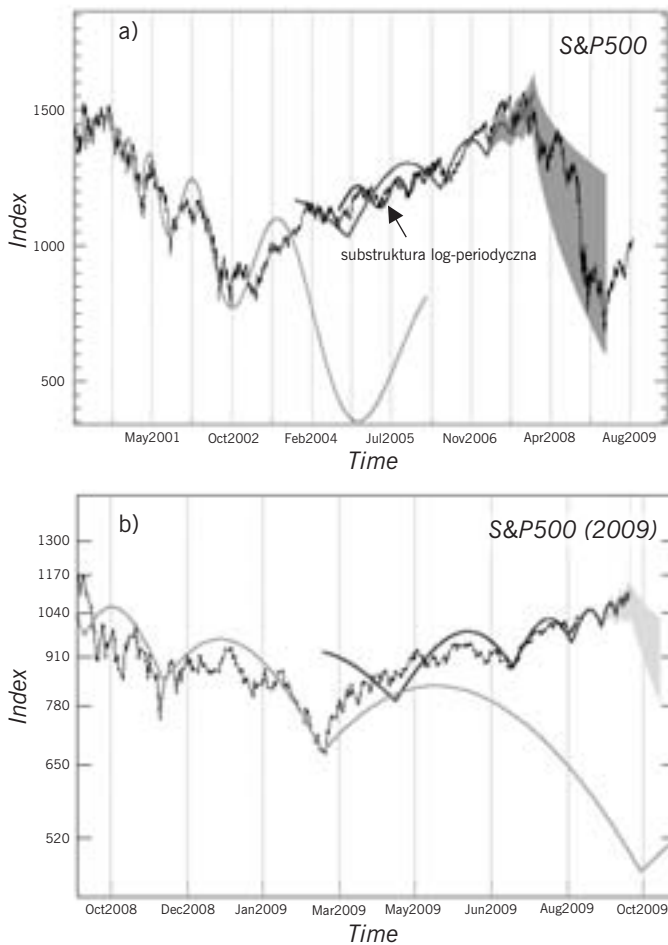 a)
S&P500
1500
1000
500
Index
substruktura log-periodyczna
May2001 Oct2002 Feb2004 Jul2005 Nov2006 Apr2008 Aug2009
Time
b)
S&P500 (2009)
1300
1170
1040
910
780
650
520
Index
Oct2008 Dec2008 Jan2009 Mar2009 May2009 Jun2009 Aug2009 Oct2009
Time